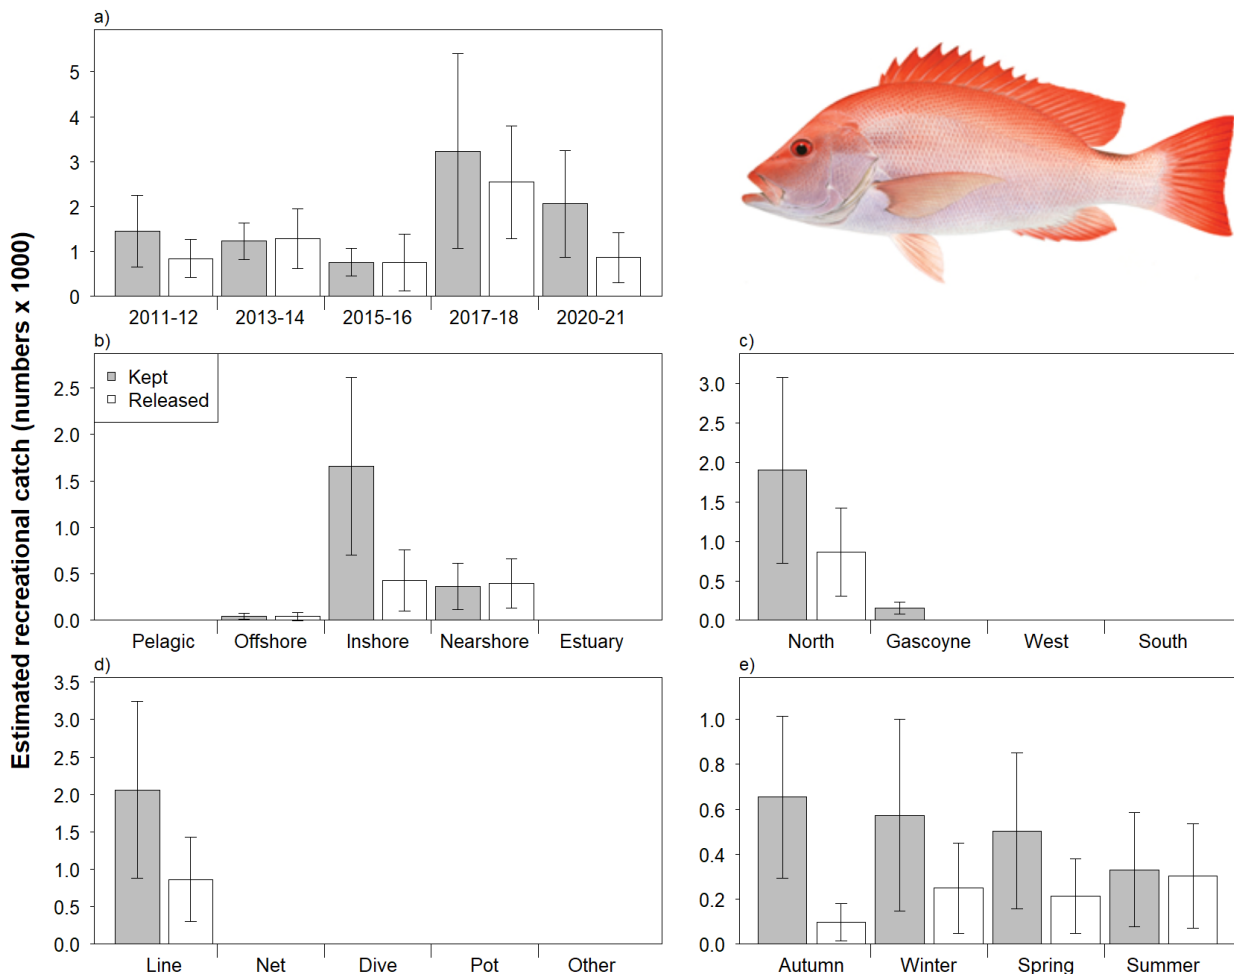 Estimated recreational catch (numbers x 1000)
a)
5
4
3
2
1
0
2011-12 2013-14 2015-16 2017-18 2020-21
b)
Kept
Released
2.5
2.0
1.5
1.0
0.5
0.0
Pelagic Offshore Inshore Nearshore Estuary
c)
3.0
2.5
2.0
1.5
1.0
0.5
0.0
North Gascoyne West South
d)
3.5
3.0
2.5
2.0
1.5
1.0
0.5
0.0
Line Net Dive Pot Other
e)
1.0
0.8
0.6
0.4
0.2
0.0
Autumn Winter Spring Summer